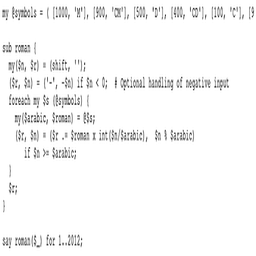 my @symbols = ( [1000, 'M'], [900, 'CM'], [500, 'D'], [400, 'CD'], [100, 'C'], [9
sub roman {
my($n, $r) = (shift, '');
($r, $n) = ('-', -$n) if $n < 0; # Optional handling of negative input
foreach my $s (@symbols) {
my($arabic, $roman) = @$s;
($r, $n) = ($r .= $roman x int($n/$arabic), $n % $arabic)
if $n >= $arabic;
}
$r;
}
say roman($_) for 1..2012;